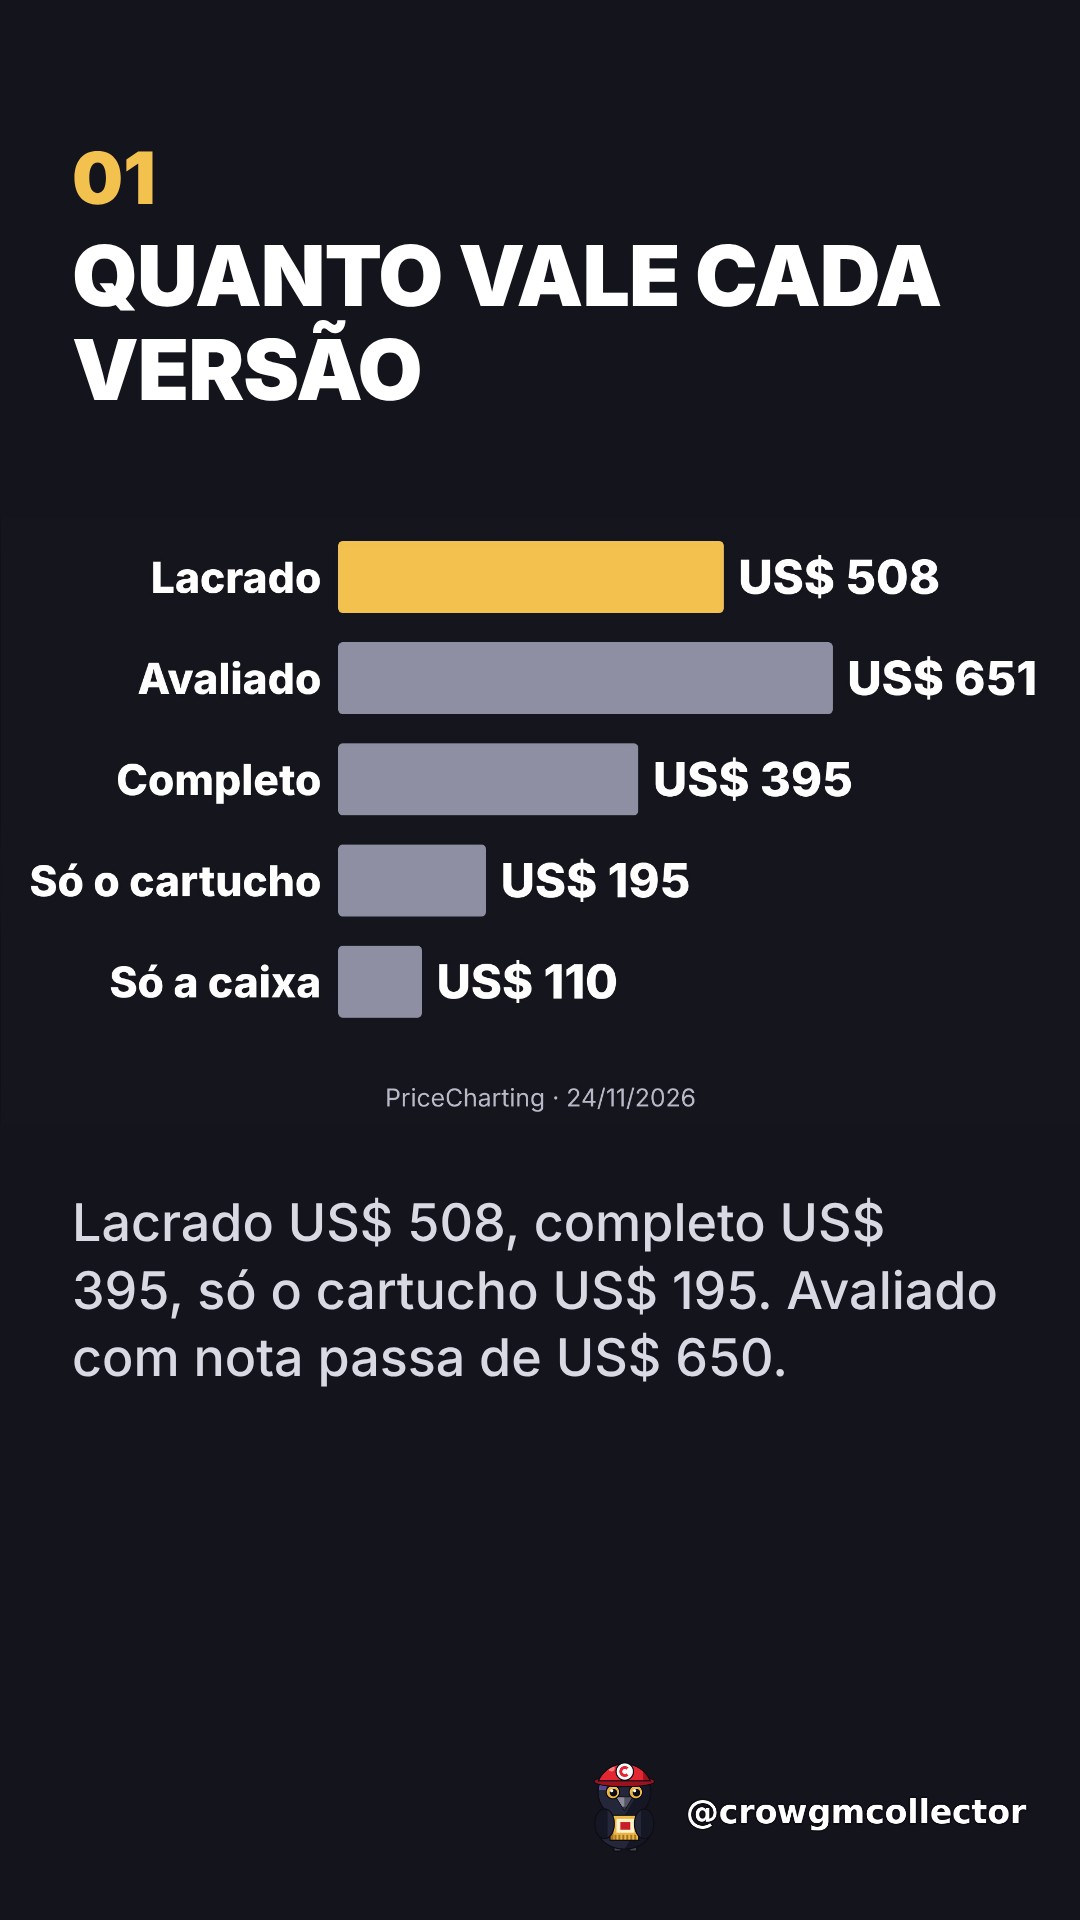 01
QUANTO VALE CADA
VERSÃO
Lacrado US$ 508
Avaliado US$ 651
Completo US$ 395
Só o cartucho US$ 195
Só a caixa US$ 110
PriceCharting · 24/11/2026
Lacrado US$ 508, completo US$
395, só o cartucho US$ 195. Avaliado
com nota passa de US$ 650.
C
@crowgmcollector